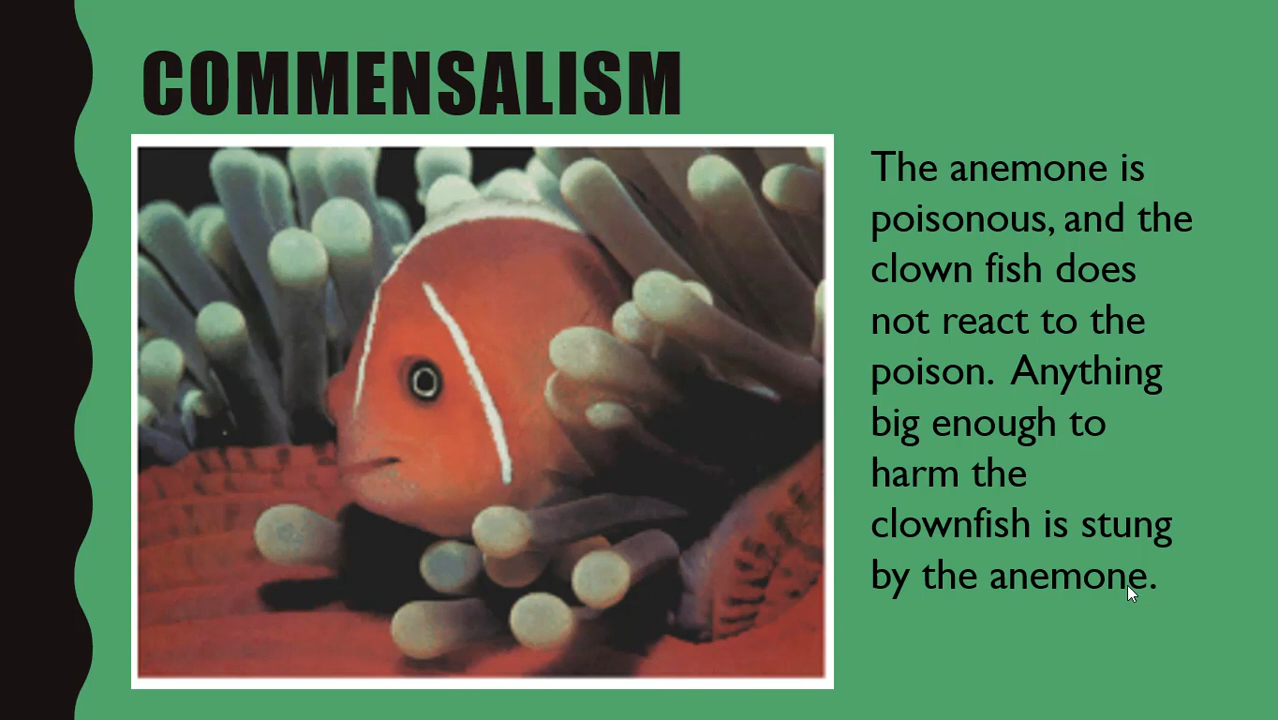 COMMENSALISM
The anemone is
poisonous, and the
clown fish does
not react to the
poison.  Anything
big enough to
harm the
clownfish is stung
by the anemone.